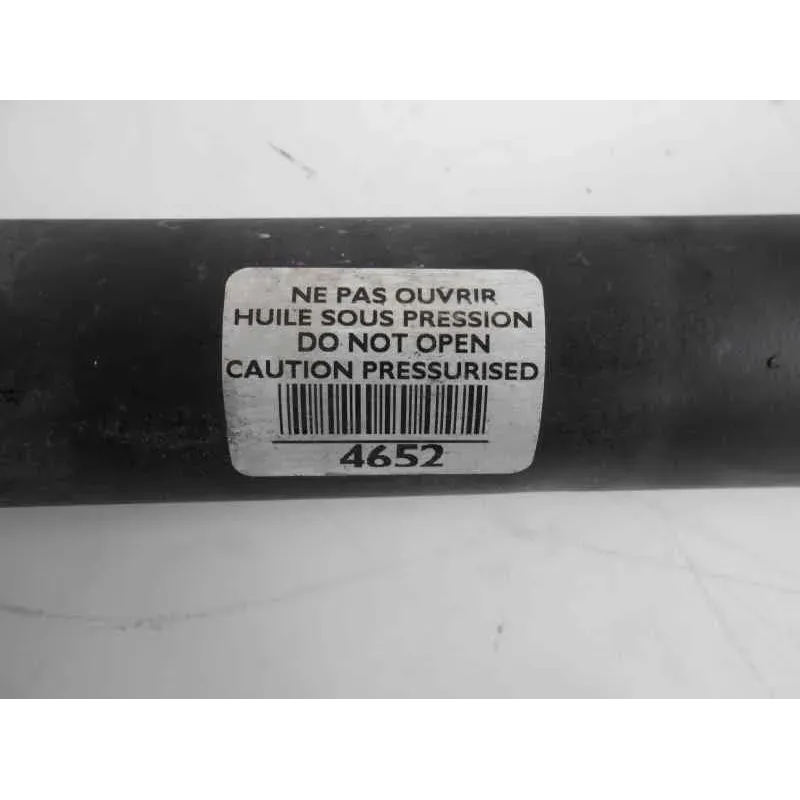 NE PAS OUVRIR
HUILE SOUS PRESSION
DO NOT OPEN
CAUTION PRESSURISED
4652